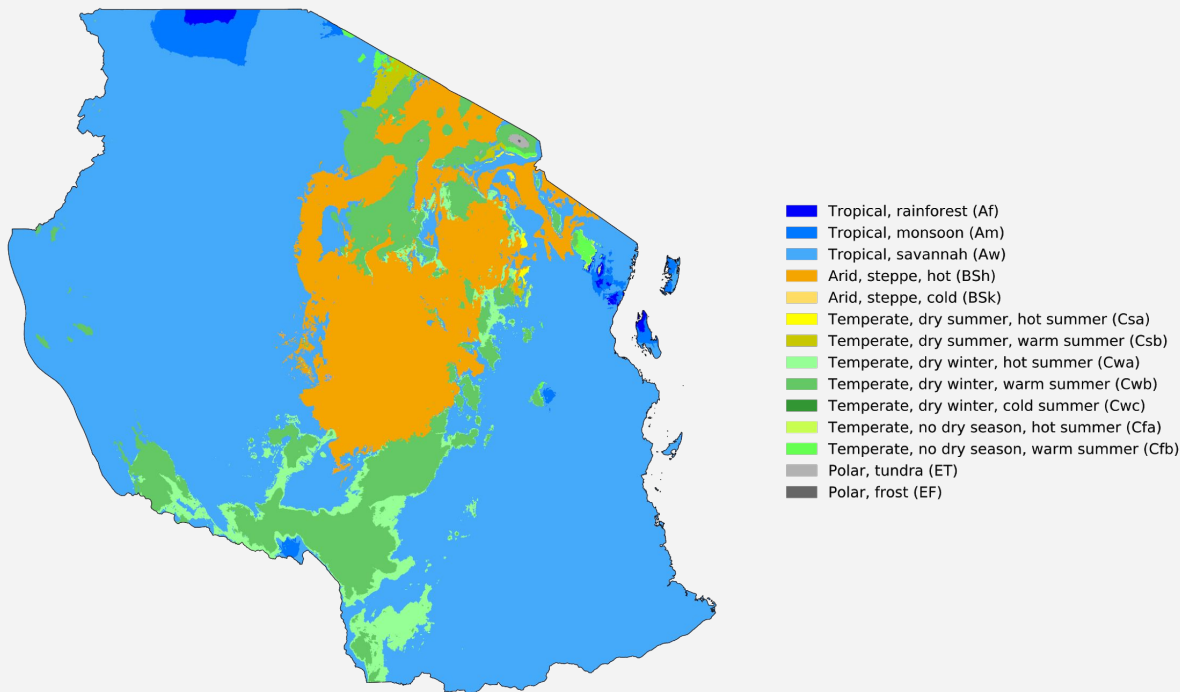 Tropical, rainforest (Af)
Tropical, monsoon (Am)
Tropical, savannah (Aw)
Arid, steppe, hot (BSh)
Arid, steppe, cold (BSk)
Temperate, dry summer, hot summer (Csa)
Temperate, dry summer, warm summer (Csb)
Temperate, dry winter, hot summer (Cwa)
Temperate, dry winter, warm summer (Cwb)
Temperate, dry winter, cold summer (Cwc)
Temperate, no dry season, hot summer (Cfa)
Temperate, no dry season, warm summer (Cfb)
Polar, tundra (ET)
Polar, frost (EF)